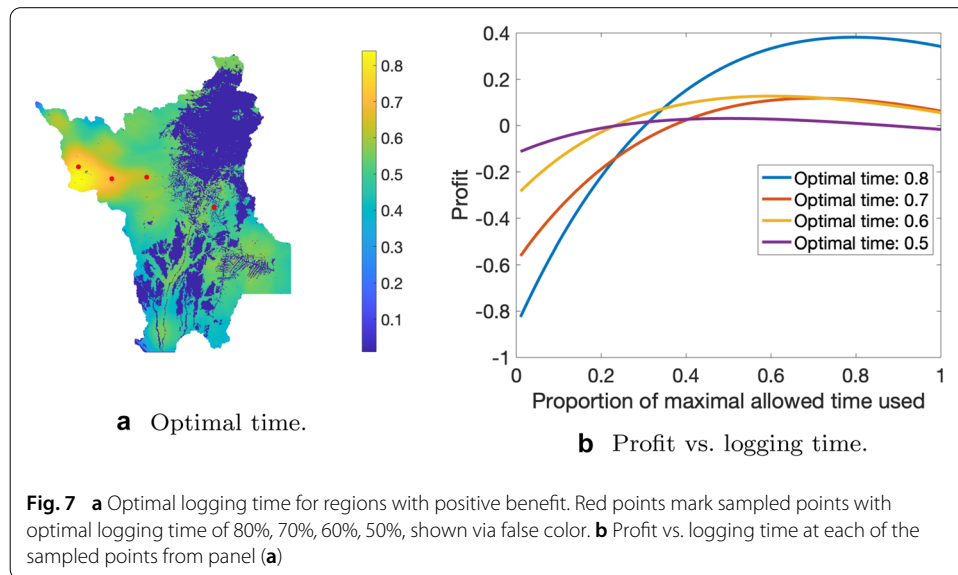 0.8
0.7
0.6
0.5
0.4
0.3
0.2
0.1
a Optimal time.
0.4
0.2
0
-0.2
-0.4
-0.6
-0.8
-1
Profit
Optimal time: 0.8
Optimal time: 0.7
Optimal time: 0.6
Optimal time: 0.5
0 0.2 0.4 0.6 0.8 1
Proportion of maximal allowed time used
b Profit vs. logging time.
Fig. 7 a Optimal logging time for regions with positive benefit. Red points mark sampled points with
optimal logging time of 80%, 70%, 60%, 50%, shown via false color. b Profit vs. logging time at each of the
sampled points from panel (a)